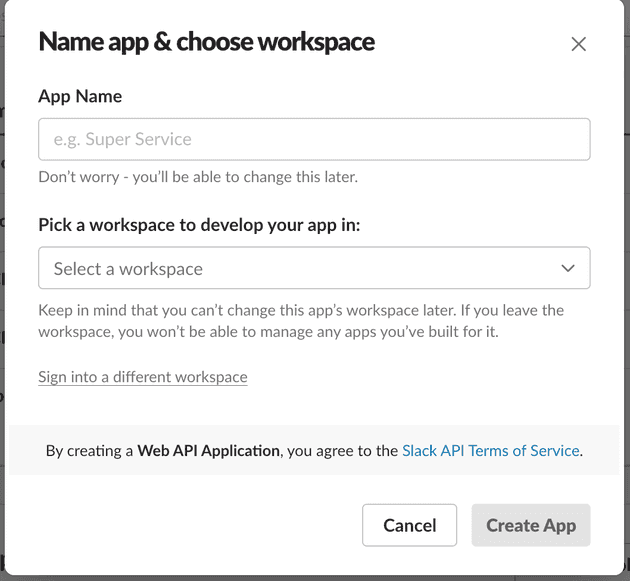 Name app & choose workspace
App Name
e.g. Super Service
Don't worry - you'll be able to change this later.
Pick a workspace to develop your app in:
Select a workspace
Keep in mind that you can't change this app's workspace later. If you leave the
workspace, you won't be able to manage any apps you've built for it.
Sign into a different workspace
By creating a Web API Application, you agree to the Slack API Terms of Service.
Cancel
Create App